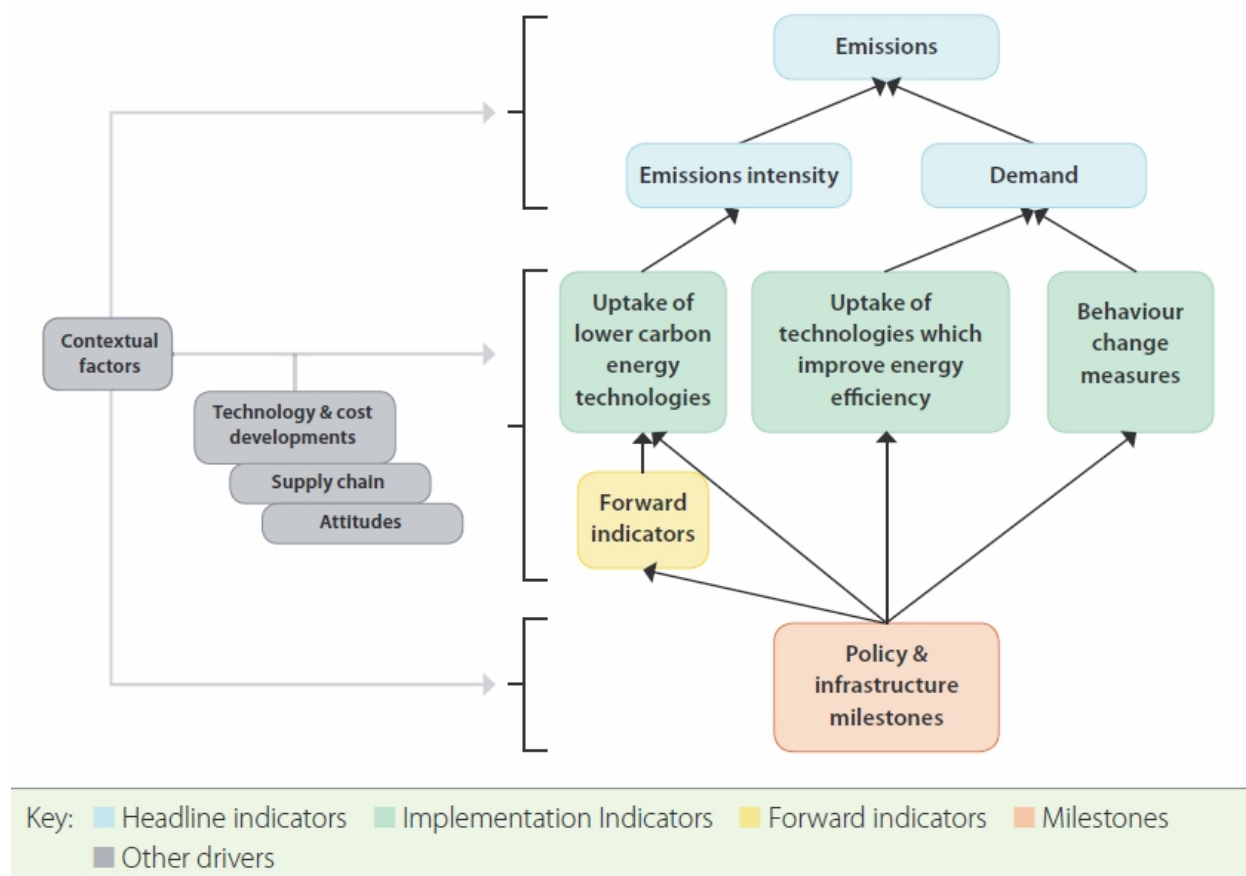 Emissions
Emissions intensity
Demand
Uptake of
lower carbon
energy
technologies
Uptake of
technologies which
improve energy
efficiency
Behaviour
change
measures
Contextual
factors
Technology & cost
developments
Supply chain
Attitudes
Forward
indicators
Policy &
infrastructure
milestones
Key: Headline indicators Implementation Indicators Forward indicators Milestones
Other drivers